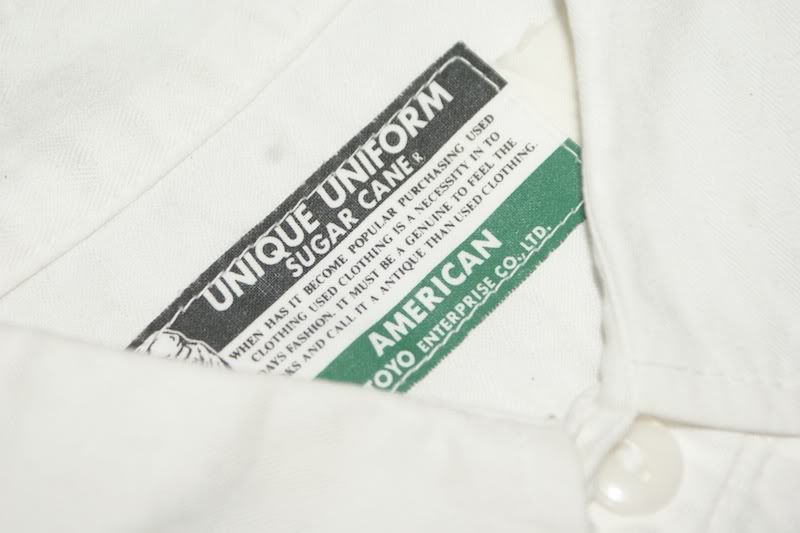 UNIQUE UNIFORM
SUGAR CANE®
WHEN HAS IT BECOME POPULAR PURCHASING USED
CLOTHING USED CLOTHING IS A NECESSITY IN TO
DAYS FASHION. IT MUST BE A GENUINE TO FEEL THE
AND CALL IT A ANTIQUE THAN USED CLOTHING.
AMERICAN
TOYO ENTERPRISE CO., LTD.